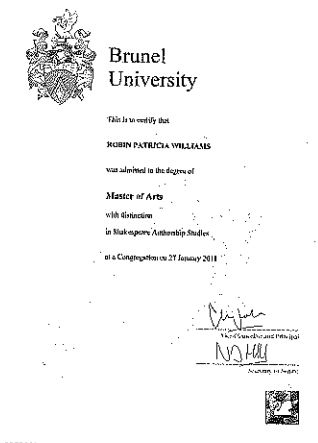 Brunel
University
This is to certify that
ROBIN PATRICIA WILLIAMS
was admitted to the degree of
Master of Arts
with distinction
in Shakespeare Authorship Studies
at a Congregation on 27 January 2011
Vice-Chancellor and Principal
Secretary to Senate